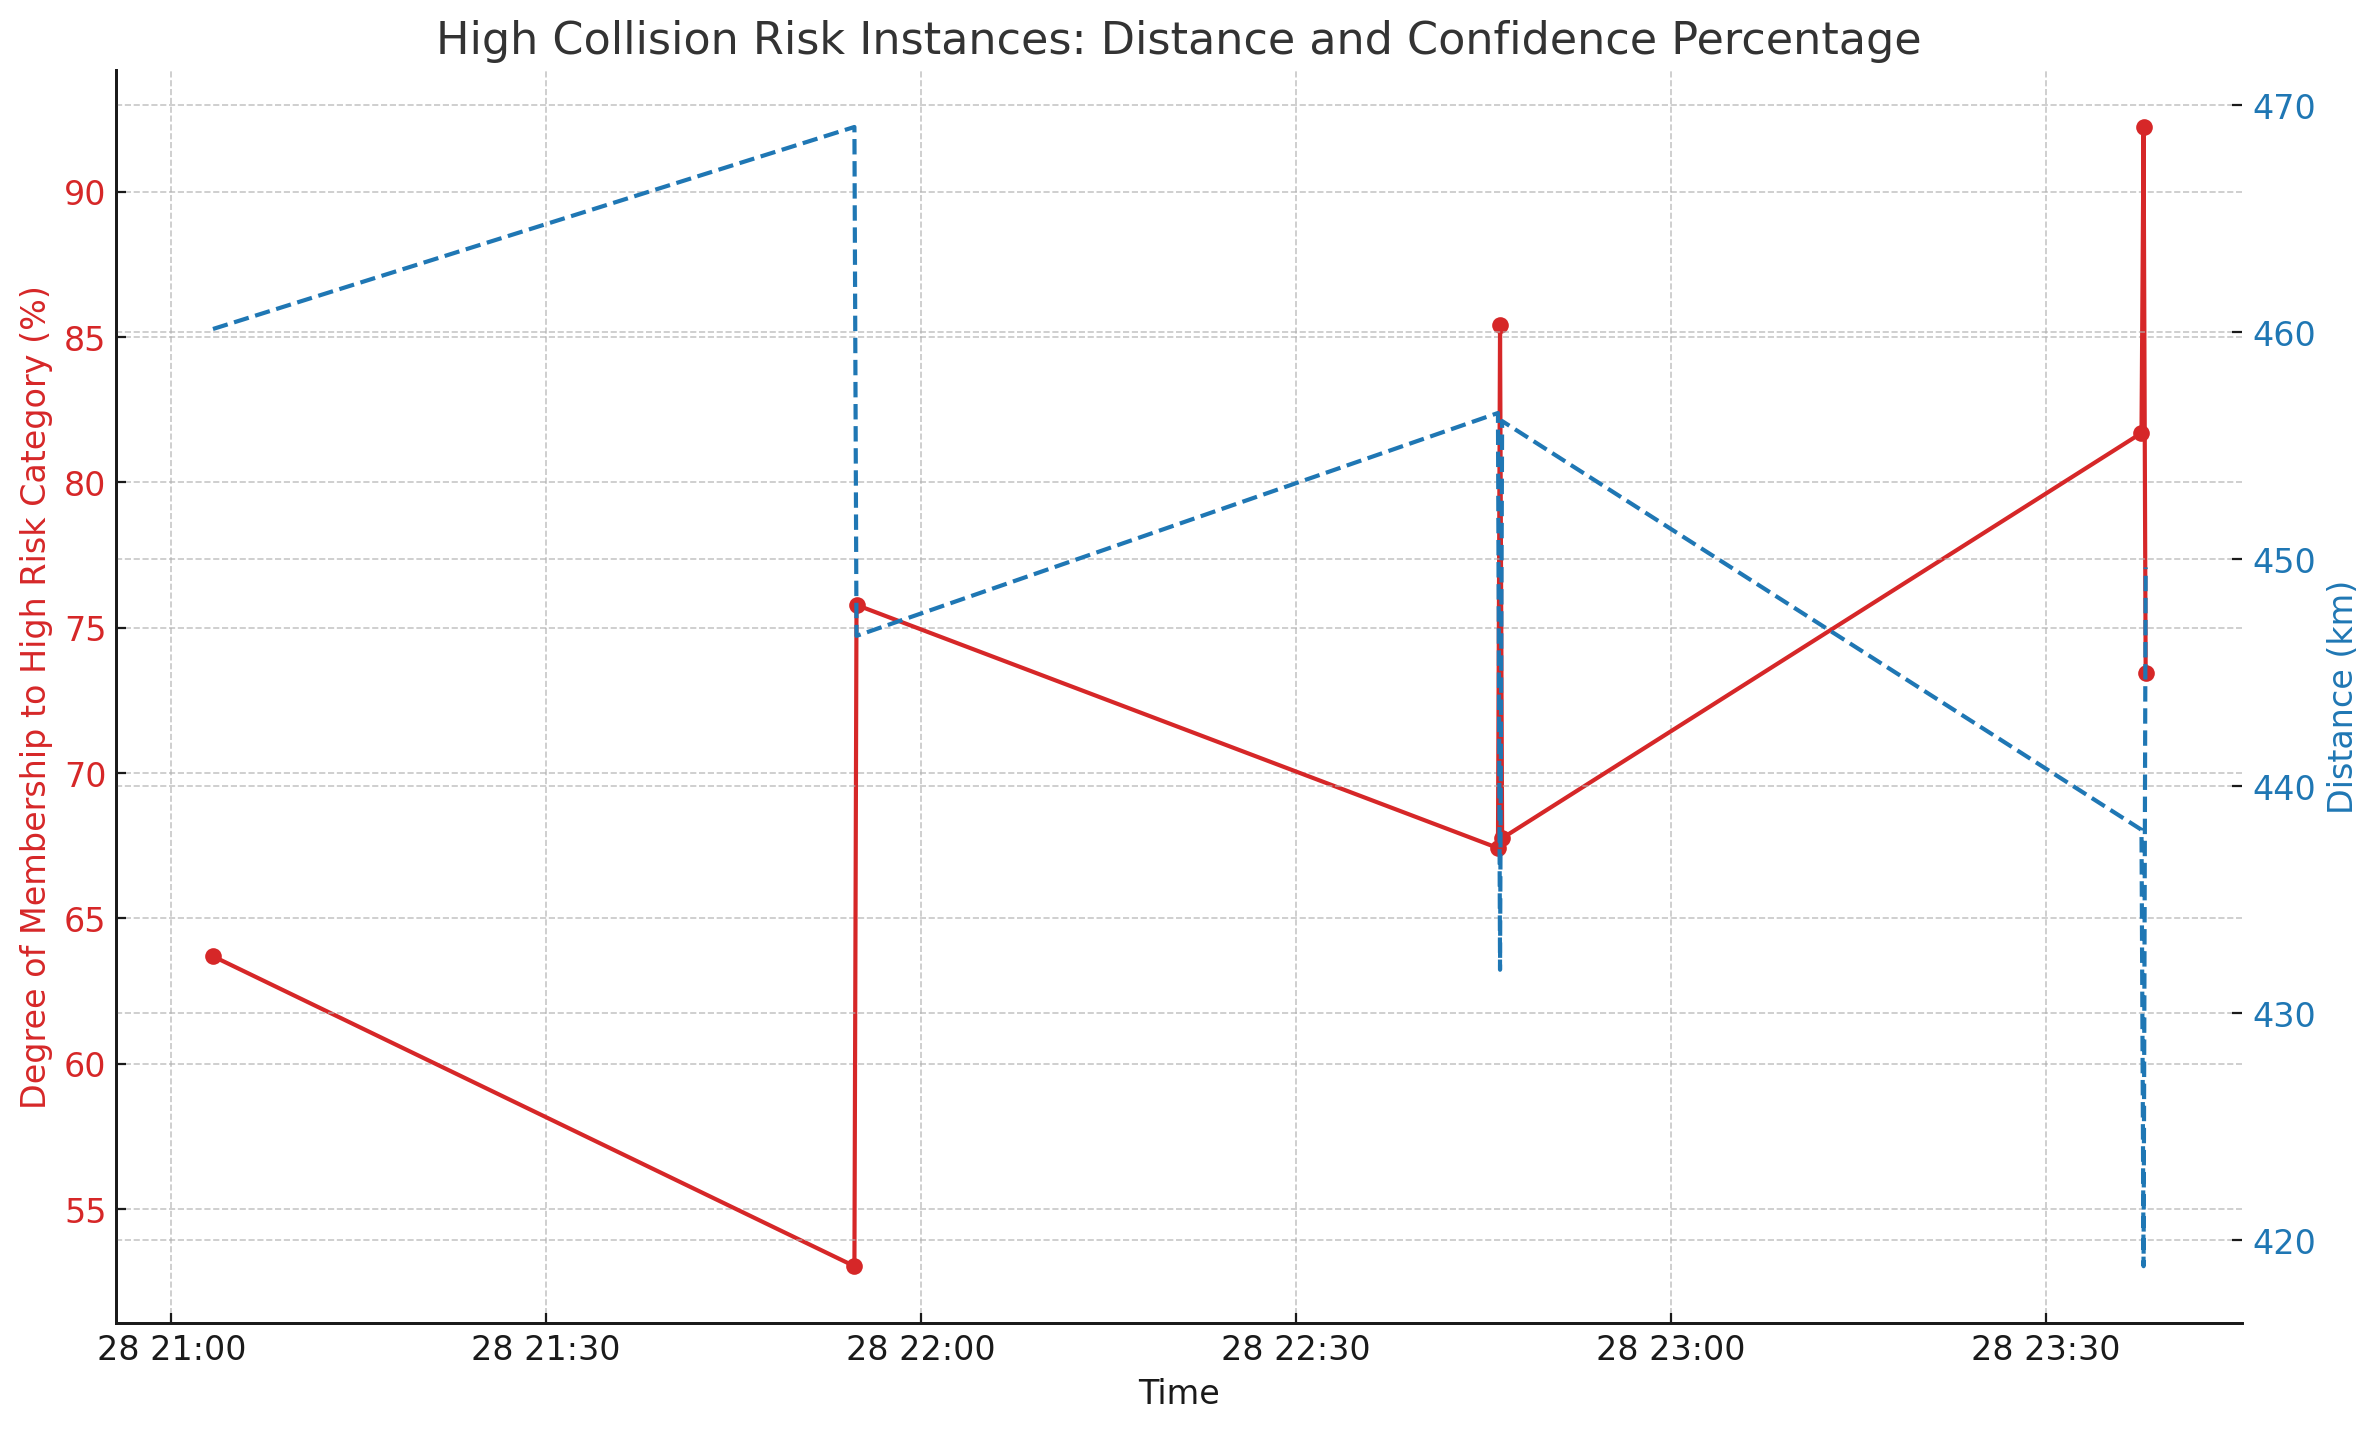 High Collision Risk Instances: Distance and Confidence Percentage
Degree of Membership to High Risk Category (%)
90
85
80
75
70
65
60
55
470
460
450
440
430
420
Distance (km)
28 21:00 28 21:30 28 22:00 28 22:30 28 23:00 28 23:30
Time